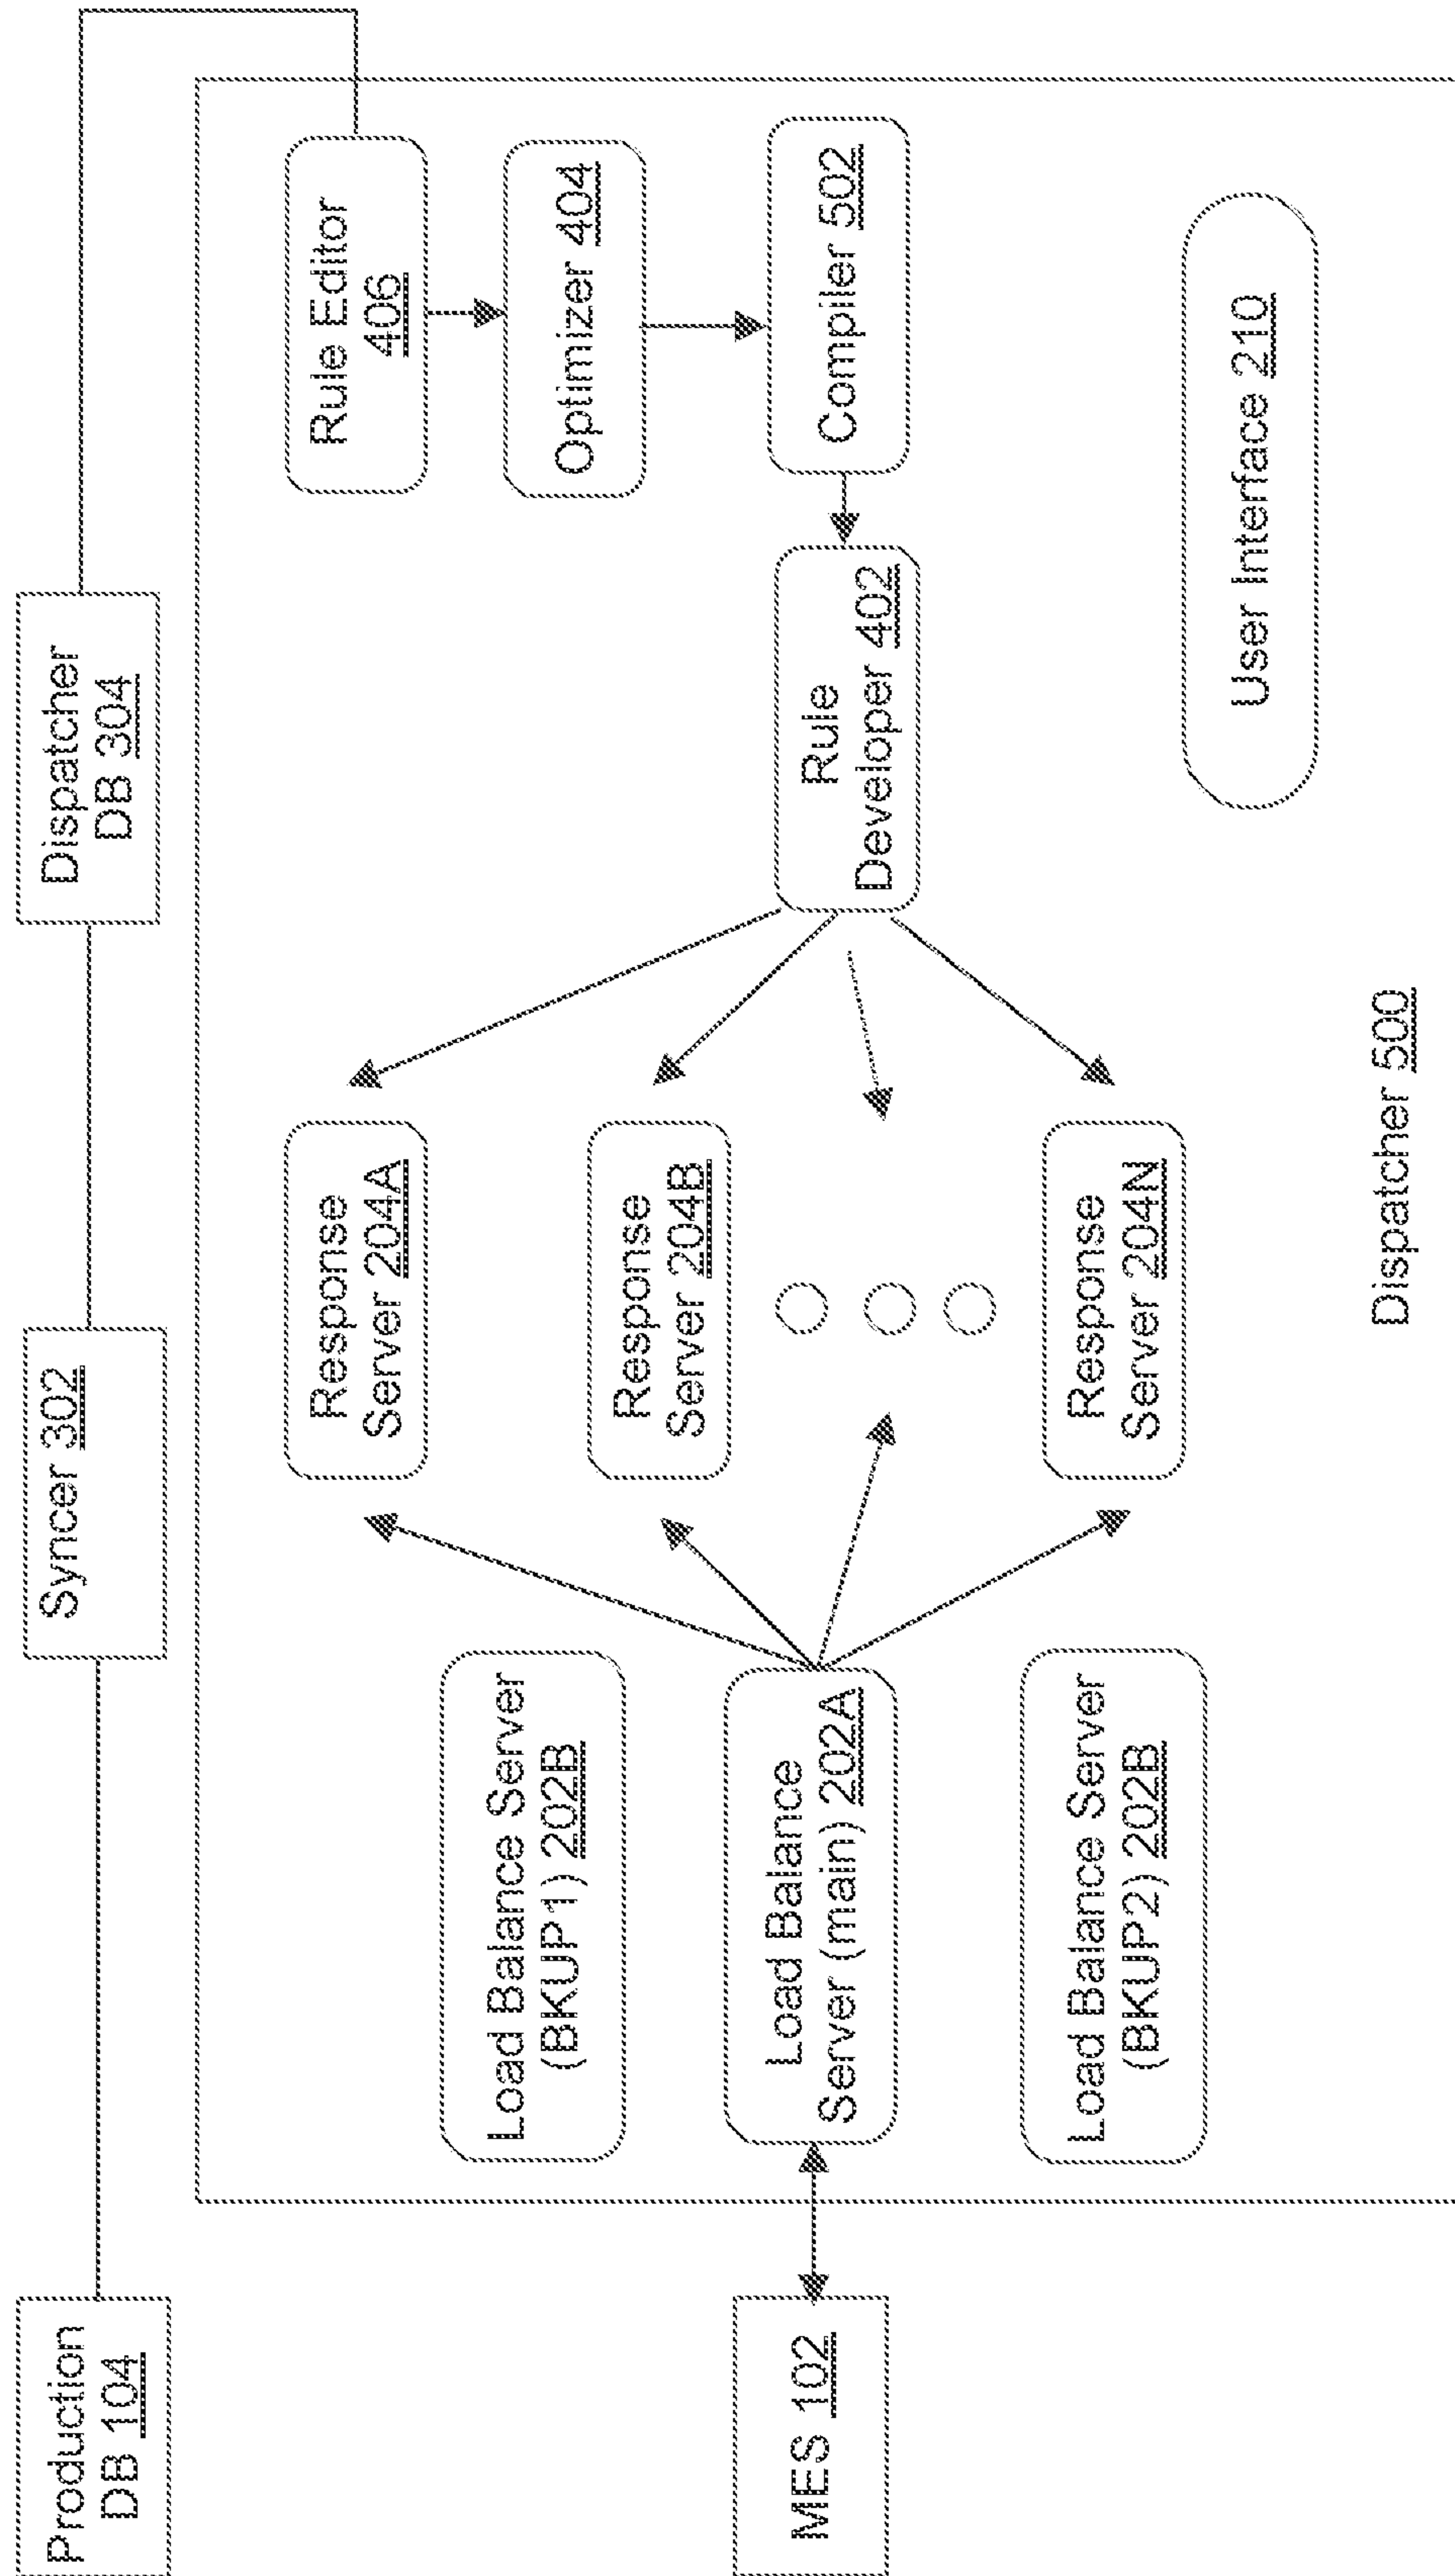 Production
DB 104
Syncer 302
Dispatcher
DB 304
MES 102
Load Balance Server
(BKUP1) 202B
Load Balance
Server (main) 202A
Load Balance Server
(BKUP2) 202B
Response
Server 204A
Response
Server 204B
Response
Server 204N
Rule
Developer 402
Rule Editor
406
Optimizer 404
Compiler 502
User Interface 210
Dispatcher 500